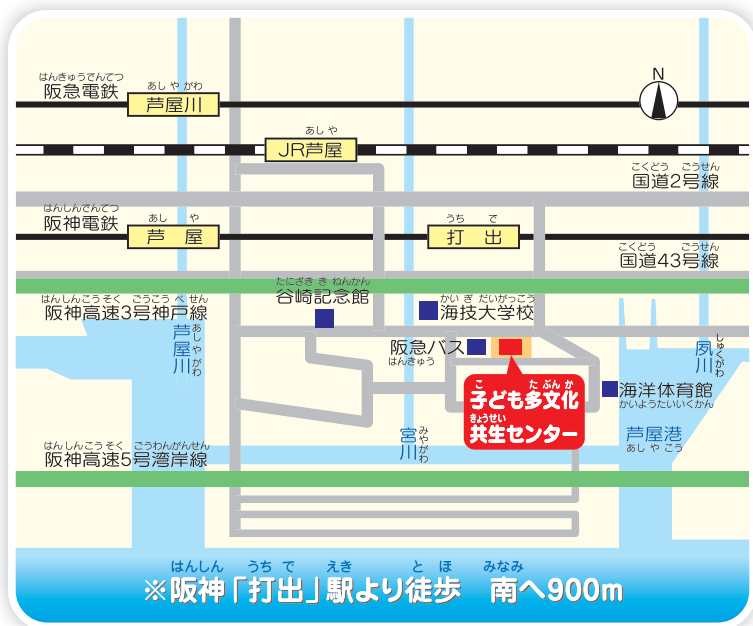 はんきゅうでんてつ
阪急電鉄
あし や がわ
芦屋川
N
あし や
JR芦屋
こくどう ごうせん
国道2号線
はんしんでんてつ
阪神電鉄
あし や
芦 屋
うち で
打 出
こくどう ごうせん
国道43号線
たにざき き ねんかん
谷崎記念館
はんしんこうそく ごうこう べ せん
阪神高速3号神戸線
かい ぎ だいがっこう
海技大学校
芦屋川
あしやがわ
阪急バス
はんきゅう
夙川
しゅくがわ
こ た ぶん か
子ども多文化
きょうせい
共生センター
海洋体育館
かいようたいいくかん
宮川
みやがわ
芦屋港
あし や こう
はんしんこうそく ごうわんがんせん
阪神高速5号湾岸線
はんしん うち で えき と ほ みなみ
※阪神「打出」駅より徒歩 南へ900m